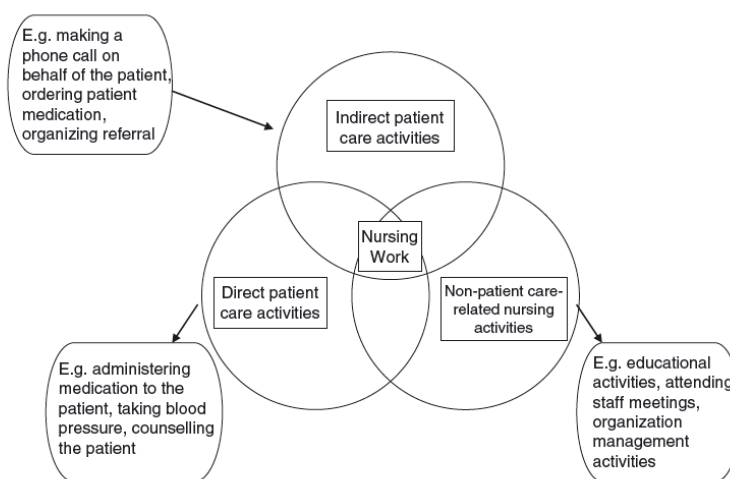 E.g. making a
phone call on
behalf of the patient,
ordering patient
medication,
organizing referral
Indirect patient
care activities
Nursing
Work
Direct patient
care activities
Non-patient care-
related nursing
activities
E.g. administering
medication to the
patient, taking blood
pressure, counselling
the patient
E.g. educational
activities, attending
staff meetings,
organization
management
activities